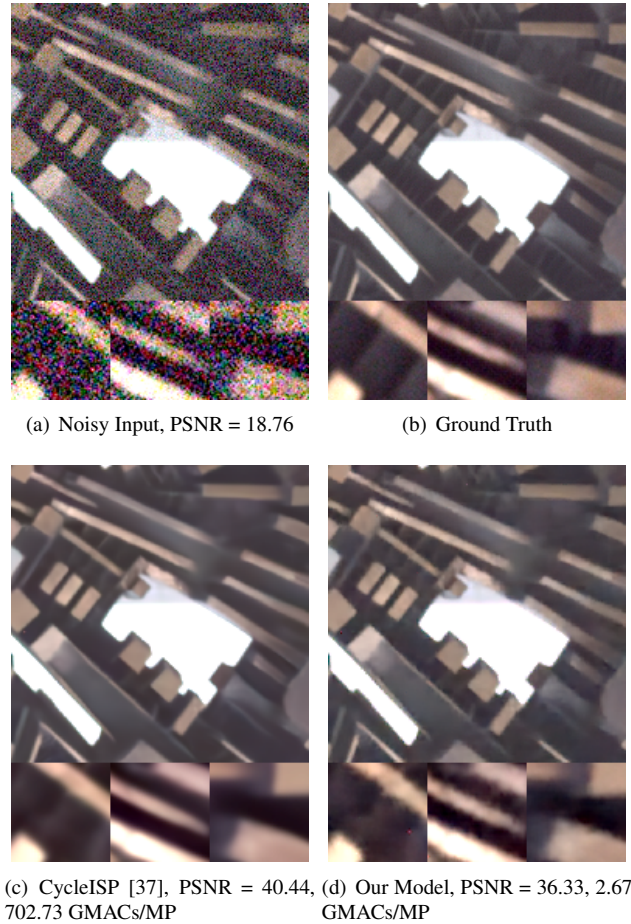 (a) Noisy Input, PSNR = 18.76
(b) Ground Truth
(c) CycleISP [37], PSNR = 40.44,
702.73 GMACs/MP
(d) Our Model, PSNR = 36.33, 2.67
GMACs/MP